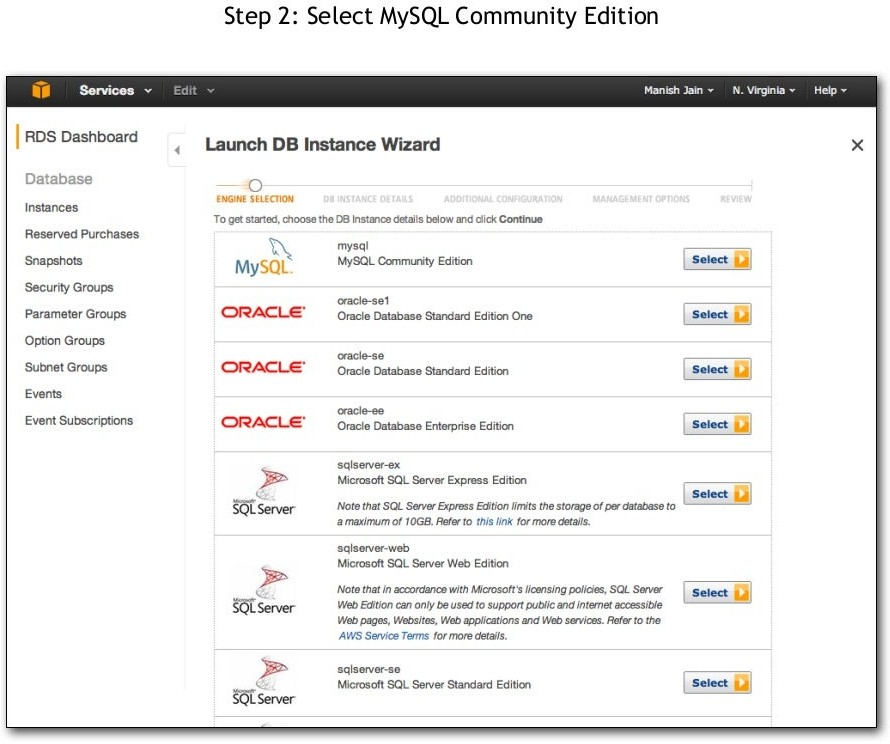 Step 2: Select MySQL Community Edition
Services Edit Manish Jain N. Virginia Help
RDS Dashboard
Database
Instances
Reserved Purchases
Snapshots
Security Groups
Parameter Groups
Option Groups
Subnet Groups
Events
Event Subscriptions
Launch DB Instance Wizard
ENGINE SELECTION DB INSTANCE DETAILS ADDITIONAL CONFIGURATION MANAGEMENT OPTIONS REVIEW
To get started, choose the DB Instance details below and click Continue
MySQL.
mysql
MySQL Community Edition
Select
ORACLE
oracle-se1
Oracle Database Standard Edition One
Select
ORACLE
oracle-se
Oracle Database Standard Edition
Select
ORACLE
oracle-ee
Oracle Database Enterprise Edition
Select
Microsoft
SQL Server
sqlserver-ex
Microsoft SQL Server Express Edition
Note that SQL Server Express Edition limits the storage of per database to
a maximum of 10GB. Refer to this link for more details.
Select
Microsoft
SQL Server
sqlserver-web
Microsoft SQL Server Web Edition
Note that in accordance with Microsoft's licensing policies, SQL Server
Web Edition can only be used to support public and internet accessible
Web pages, Websites, Web applications and Web services. Refer to the
AWS Service Terms for more details.
Select
Microsoft
SQL Server
sqlserver-se
Microsoft SQL Server Standard Edition
Select